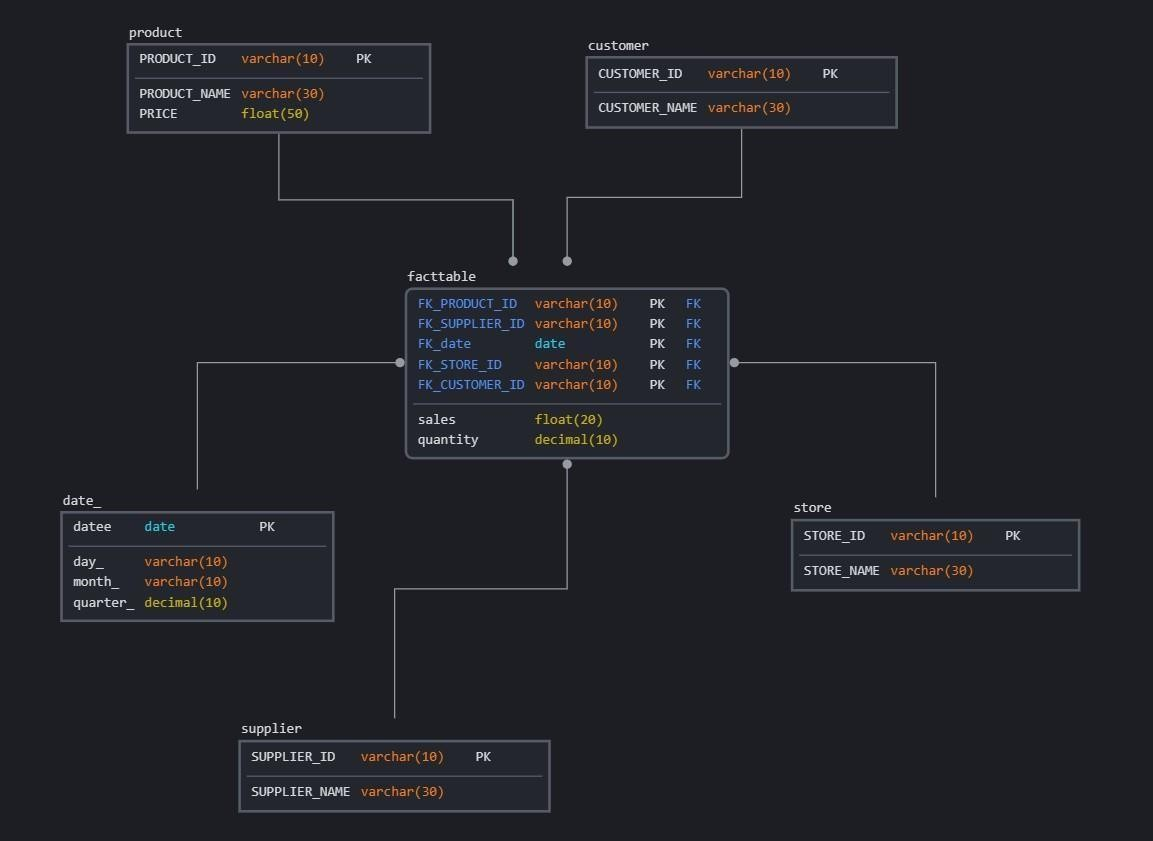 product
PRODUCT_ID varchar(10) PK
PRODUCT_NAME varchar(30)
PRICE float(50)
customer
CUSTOMER_ID varchar(10) PK
CUSTOMER_NAME varchar(30)
facttable
FK_PRODUCT_ID varchar(10) PK FK
FK_SUPPLIER_ID varchar(10) PK FK
FK_date date PK FK
FK_STORE_ID varchar(10) PK FK
FK_CUSTOMER_ID varchar(10) PK FK
sales float(20)
quantity decimal(10)
date_
datee date PK
day_ varchar(10)
month_ varchar(10)
quarter_ decimal(10)
store
STORE_ID varchar(10) PK
STORE_NAME varchar(30)
supplier
SUPPLIER_ID varchar(10) PK
SUPPLIER_NAME varchar(30)